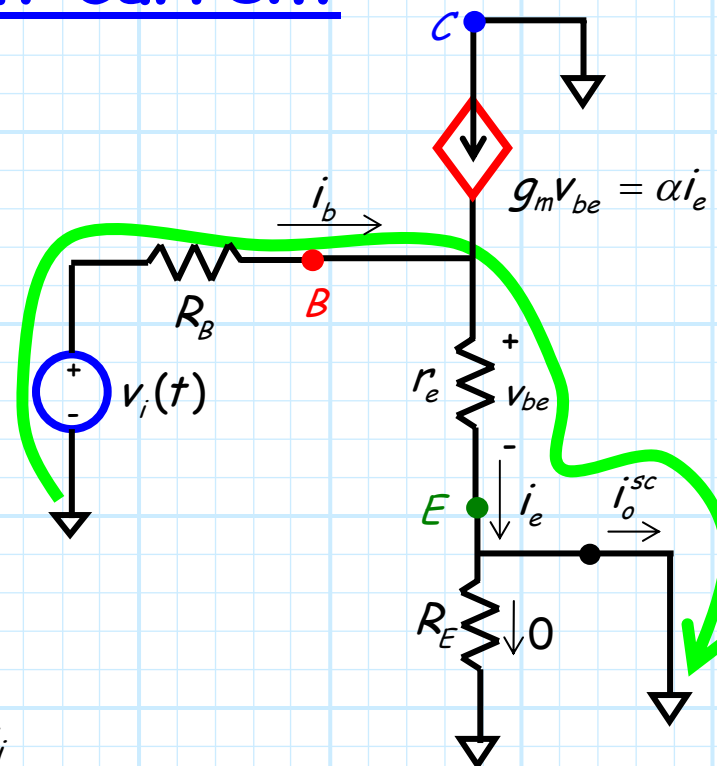 C
g_m v_be = αi_e
i_b
B
R_B
+
-
v_i(t)
+
r_e
v_be
-
E
i_e
i_o^sc
R_E
0